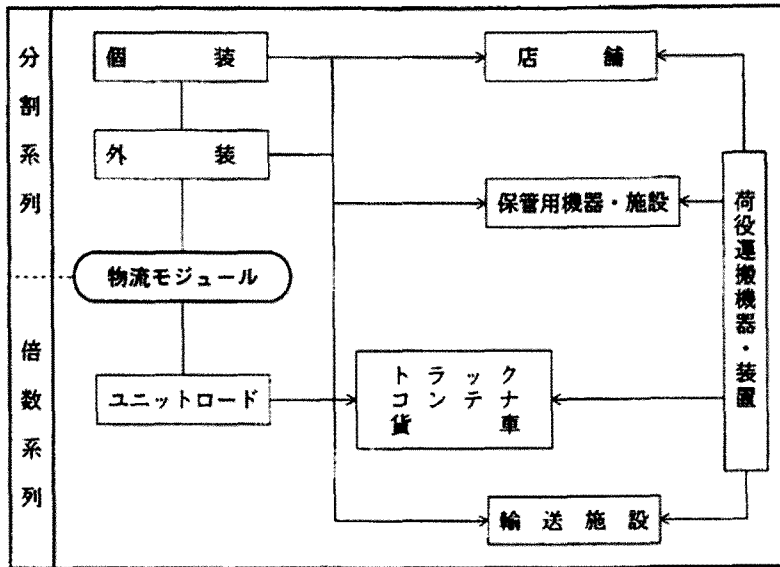 分割系列
倍数系列
個装
外装
物流モジュール
ユニットロード
店舗
保管用機器・施設
トラック
コンテナ
貨車
輸送施設
荷役運搬機器・装置